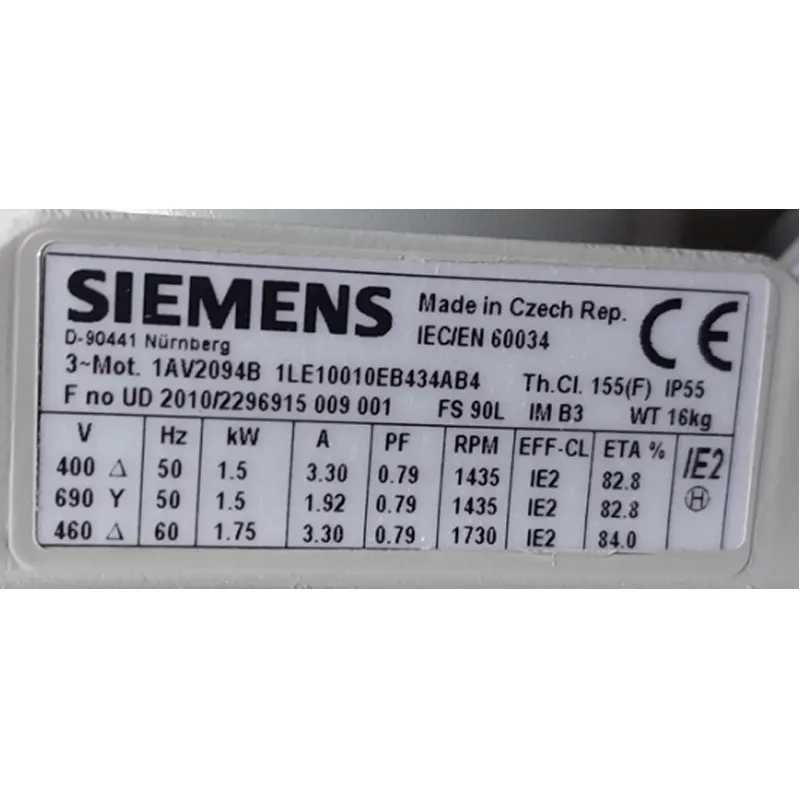 SIEMENS Made in Czech Rep. CE
D-90441 Nürnberg IEC/EN 60034
3~Mot. 1AV2094B 1LE10010EB434AB4 Th.Cl. 155(F) IP55
F no UD 2010/2296915 009 001 FS 90L IM B3 WT 16kg
V Hz kW A PF RPM EFF-CL ETA % IE2
400 Δ 50 1.5 3.30 0.79 1435 IE2 82.8
690 Y 50 1.5 1.92 0.79 1435 IE2 82.8 H
460 Δ 60 1.75 3.30 0.79 1730 IE2 84.0